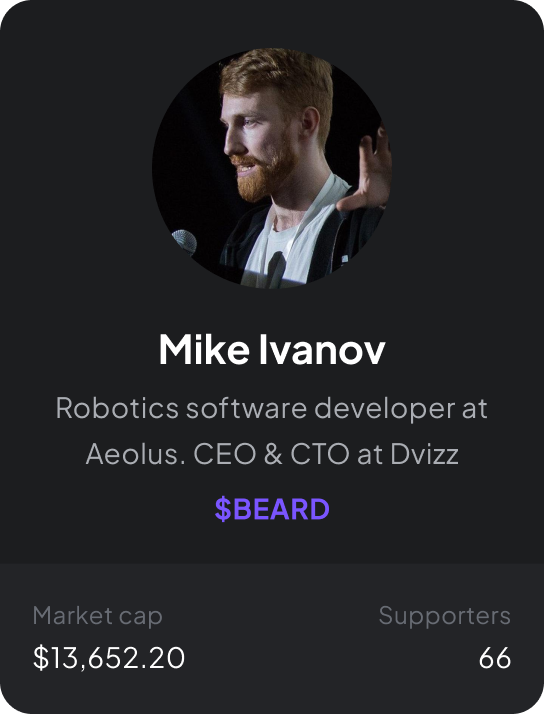 Mike Ivanov
Robotics software developer at
Aeolus. CEO & CTO at Dvizz
$BEARD
Market cap Supporters
$13,652.20 66